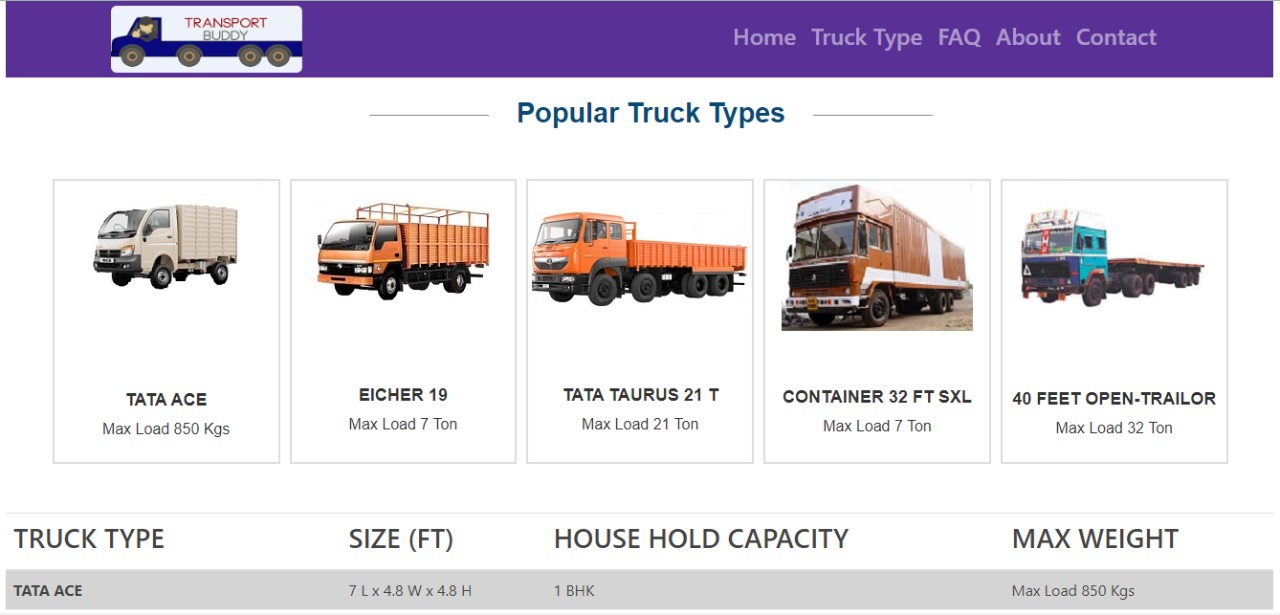 TRANSPORT
BUDDY
Home Truck Type FAQ About Contact
Popular Truck Types
TATA ACE
Max Load 850 Kgs
EICHER 19
Max Load 7 Ton
TATA TAURUS 21 T
Max Load 21 Ton
CONTAINER 32 FT SXL
Max Load 7 Ton
40 FEET OPEN-TRAILOR
Max Load 32 Ton
TRUCK TYPE SIZE (FT) HOUSE HOLD CAPACITY MAX WEIGHT
TATA ACE 7 L x 4.8 W x 4.8 H 1 BHK Max Load 850 Kgs